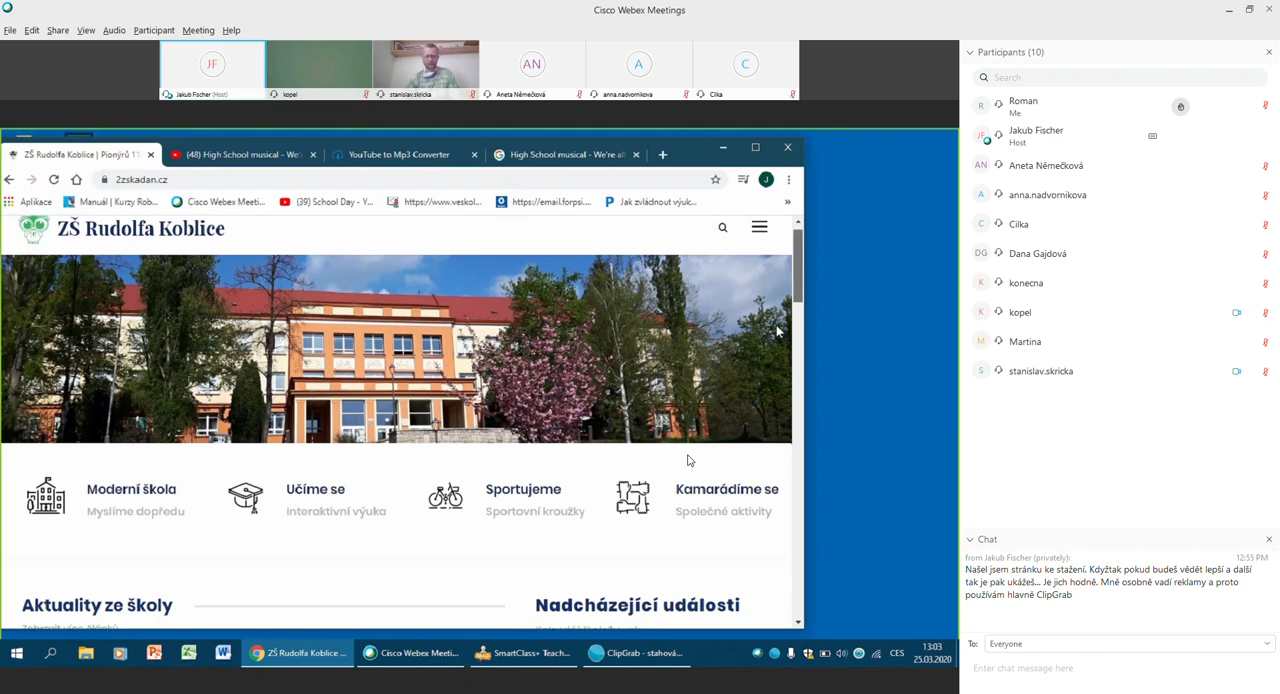 Cisco Webex Meetings
File Edit Share View Audio Participant Meeting Help
JF
Jakub Fischer (Host)
kopel
stanislav.skricka
AN
Aneta Němečková
A
anna.nadvornikova
C
Cilka
ZŠ Rudolfa Koblice | Pionýrů 11
(48) High School musical - We'r
YouTube to Mp3 Converter
High School musical - We're all
2zskadan.cz
J
Aplikace
Manuál | Kurzy Rob...
Cisco Webex Meeti...
(39) School Day - Y...
https://www.veskol...
https://email.forpsi....
Jak zvládnout výuk...
»
ZŠ Rudolfa Koblice
Moderní škola
Myslíme dopředu
Učíme se
Interaktivní výuka
Sportujeme
Sportovní kroužky
Kamarádíme se
Společné aktivity
Aktuality ze školy
Zobrazit více článků
Nadcházející události
ZŠ Rudolfa Koblice ...
Cisco Webex Meeti...
SmartClass+ Teach...
ClipGrab - stahová...
CES
13:03
25.03.2020
Participants (10)
Search
R
Roman
Me
JF
Jakub Fischer
Host
AN
Aneta Němečková
A
anna.nadvornikova
C
Cilka
DG
Dana Gajdová
K
konecna
K
kopel
M
Martina
S
stanislav.skricka
Chat
from Jakub Fischer (privately):
12:55 PM
Našel jsem stránku ke stažení. Kdyžtak pokud budeš vědět lepší a další
tak je pak ukážeš... Je jich hodně. Mně osobně vadí reklamy a proto
používám hlavně ClipGrab
To:
Everyone
Enter chat message here